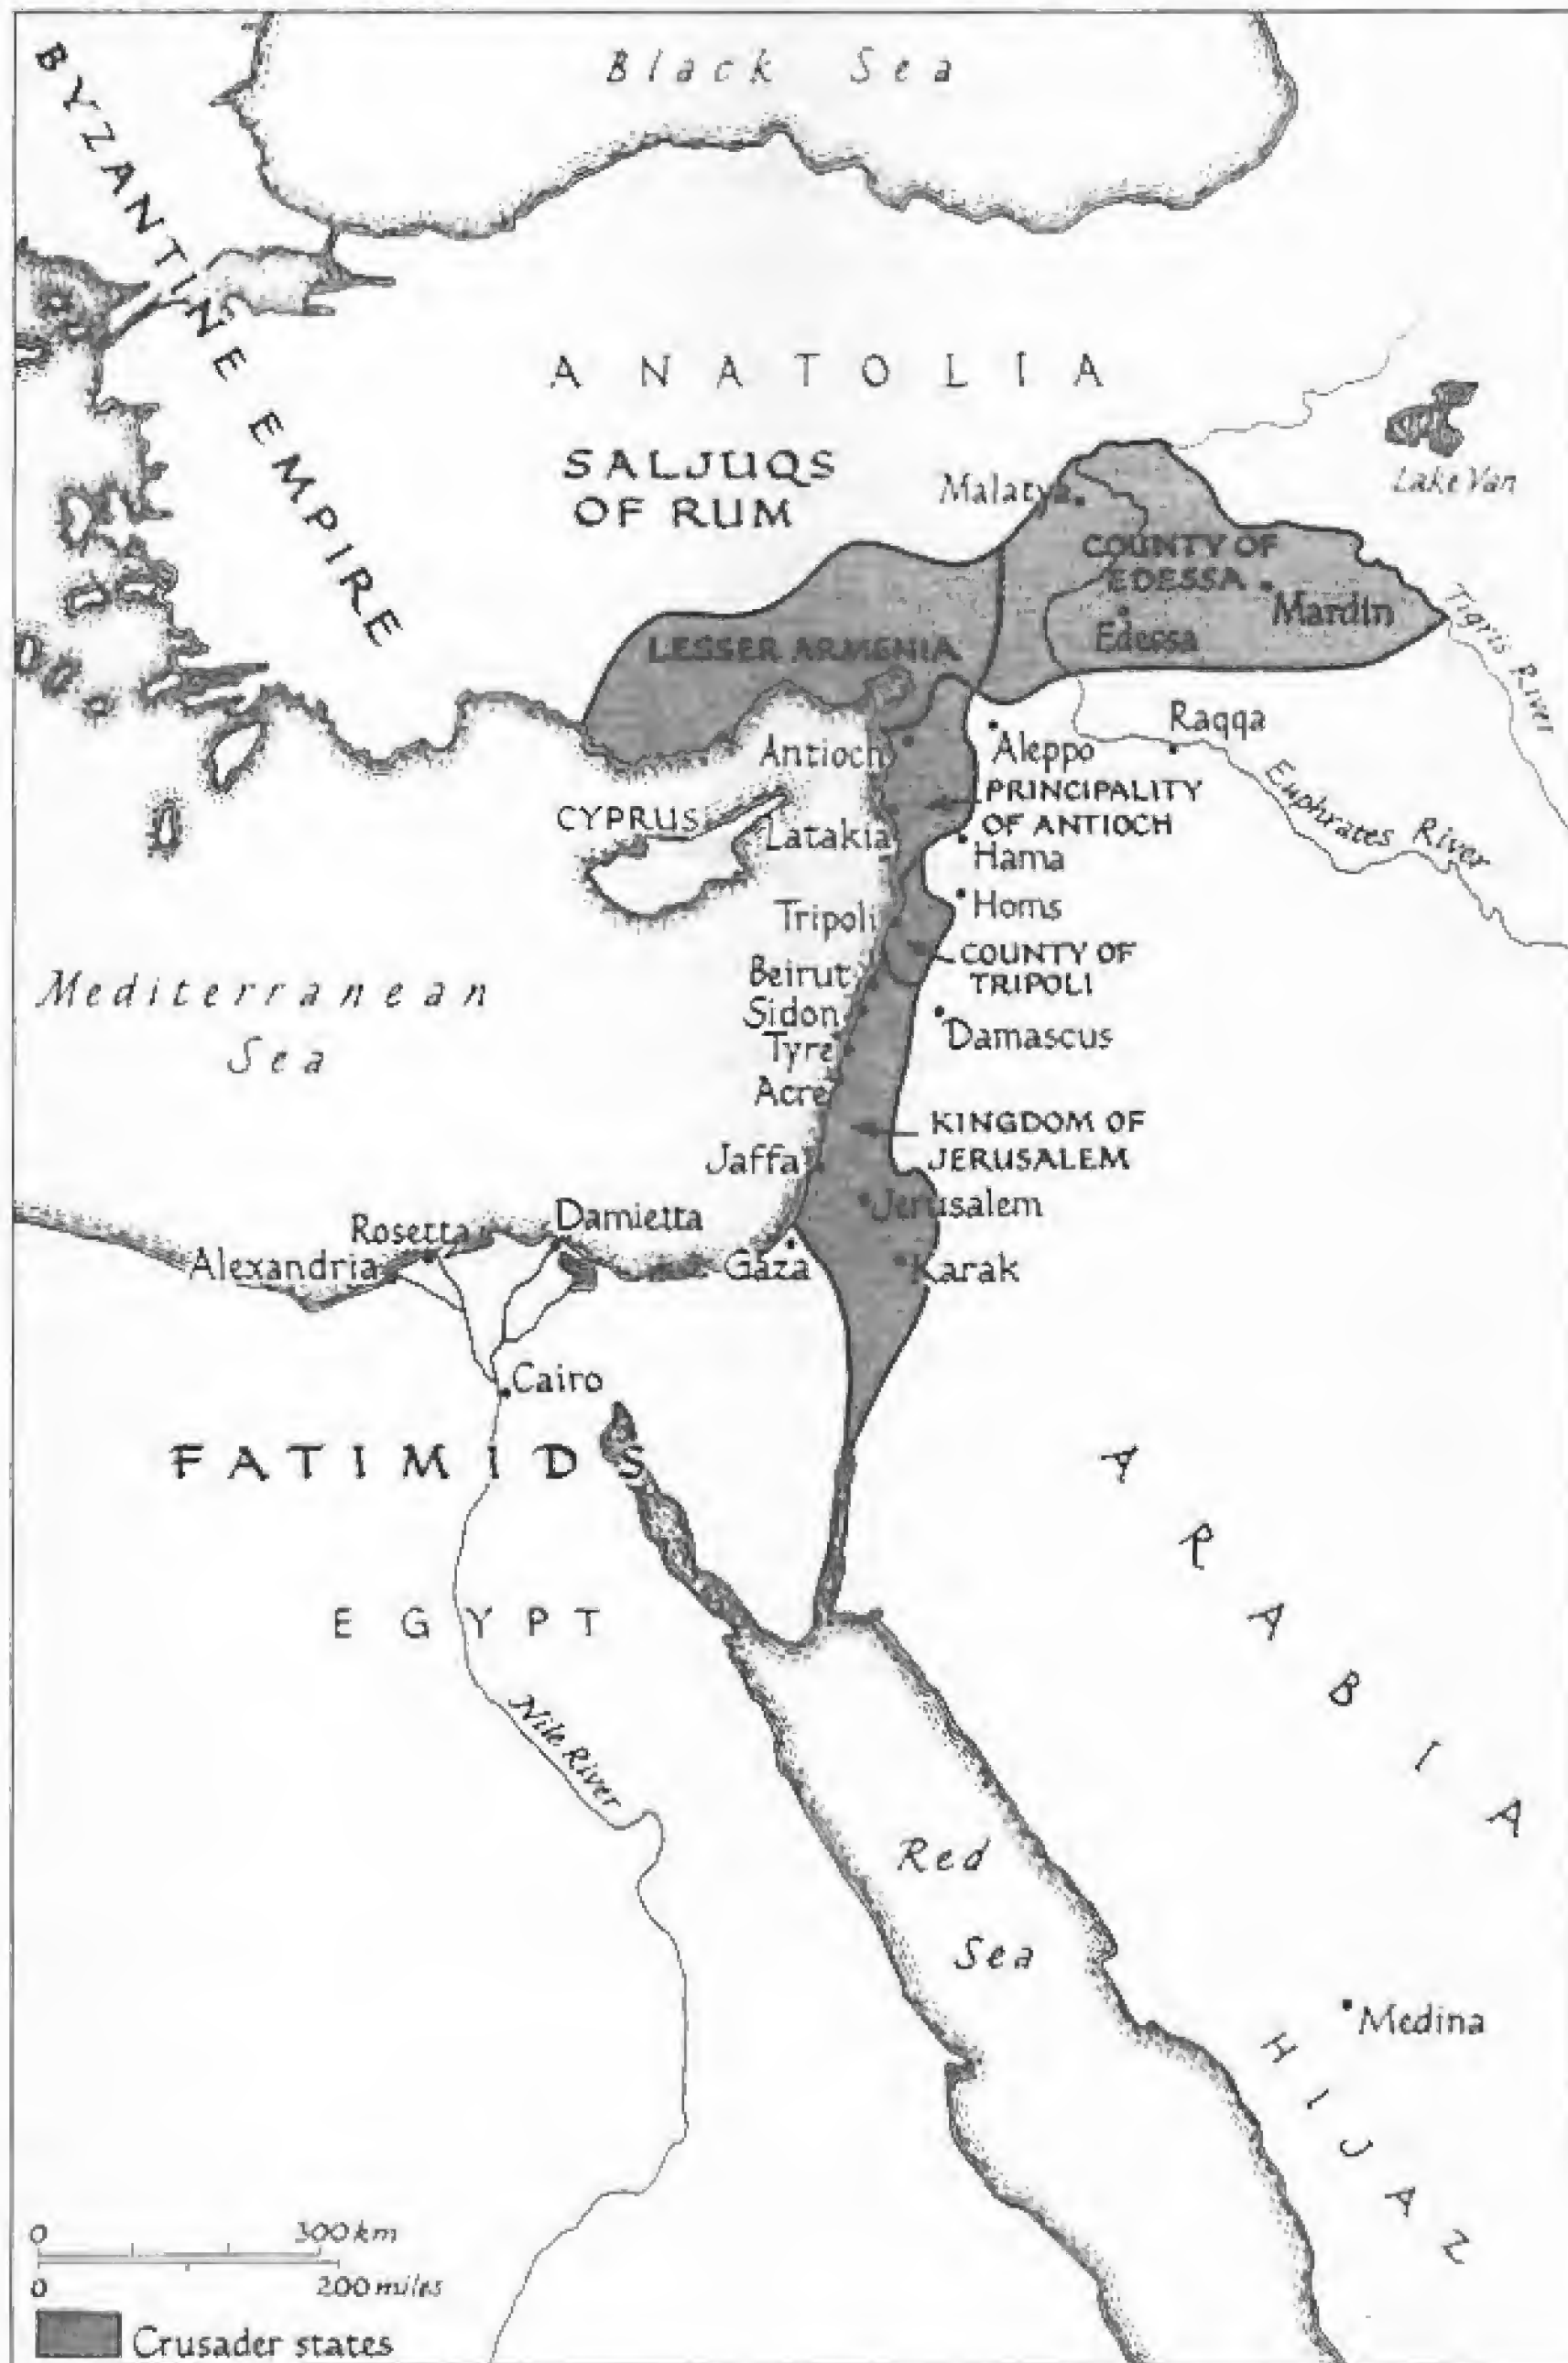 Black Sea
BYZANTINE EMPIRE
ANATOLIA
SALJUQS
OF RUM
Lake Van
Malatya
COUNTY OF
EDESSA
Mardin
Edessa
Tigris River
LESSER ARMENIA
Raqqa
Antioch
Aleppo
PRINCIPALITY
OF ANTIOCH
Euphrates River
CYPRUS
Latakia
Hama
Homs
Tripoli
COUNTY OF
TRIPOLI
Beirut
Mediterranean
Sea
Sidon
Damascus
Tyre
Acre
KINGDOM OF
JERUSALEM
Jaffa
Jerusalem
Rosetta
Damietta
Alexandria
Gaza
Karak
Cairo
FATIMIDS
ARABIA
EGYPT
Nile River
Red
Sea
Medina
HIJAZ
0 300 km
0 200 miles
Crusader states